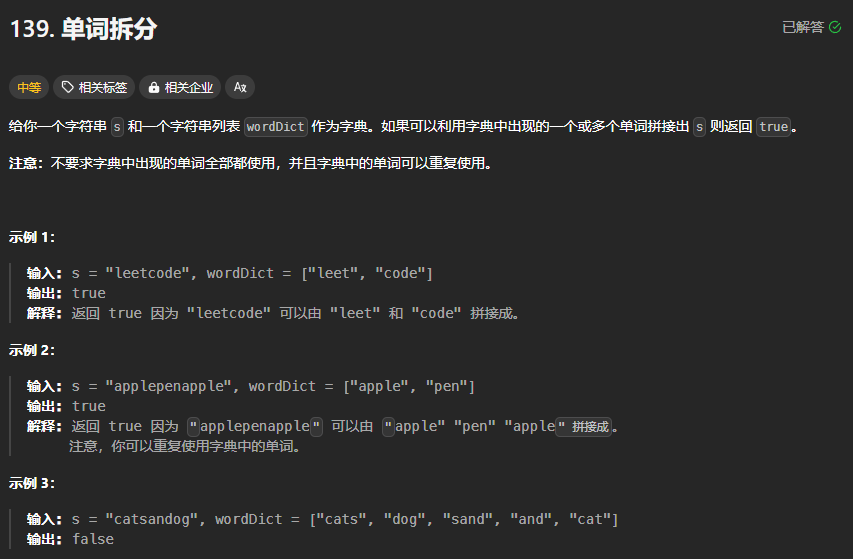 139. 单词拆分
已解答
中等 相关标签 相关企业 Aあ
给你一个字符串 s 和一个字符串列表 wordDict 作为字典。如果可以利用字典中出现的一个或多个单词拼接出 s 则返回 true。
注意：不要求字典中出现的单词全部都使用，并且字典中的单词可以重复使用。
示例 1：
输入: s = "leetcode", wordDict = ["leet", "code"]
输出: true
解释: 返回 true 因为 "leetcode" 可以由 "leet" 和 "code" 拼接成。
示例 2：
输入: s = "applepenapple", wordDict = ["apple", "pen"]
输出: true
解释: 返回 true 因为 "applepenapple" 可以由 "apple" "pen" "apple" 拼接成。
注意，你可以重复使用字典中的单词。
示例 3：
输入: s = "catsandog", wordDict = ["cats", "dog", "sand", "and", "cat"]
输出: false